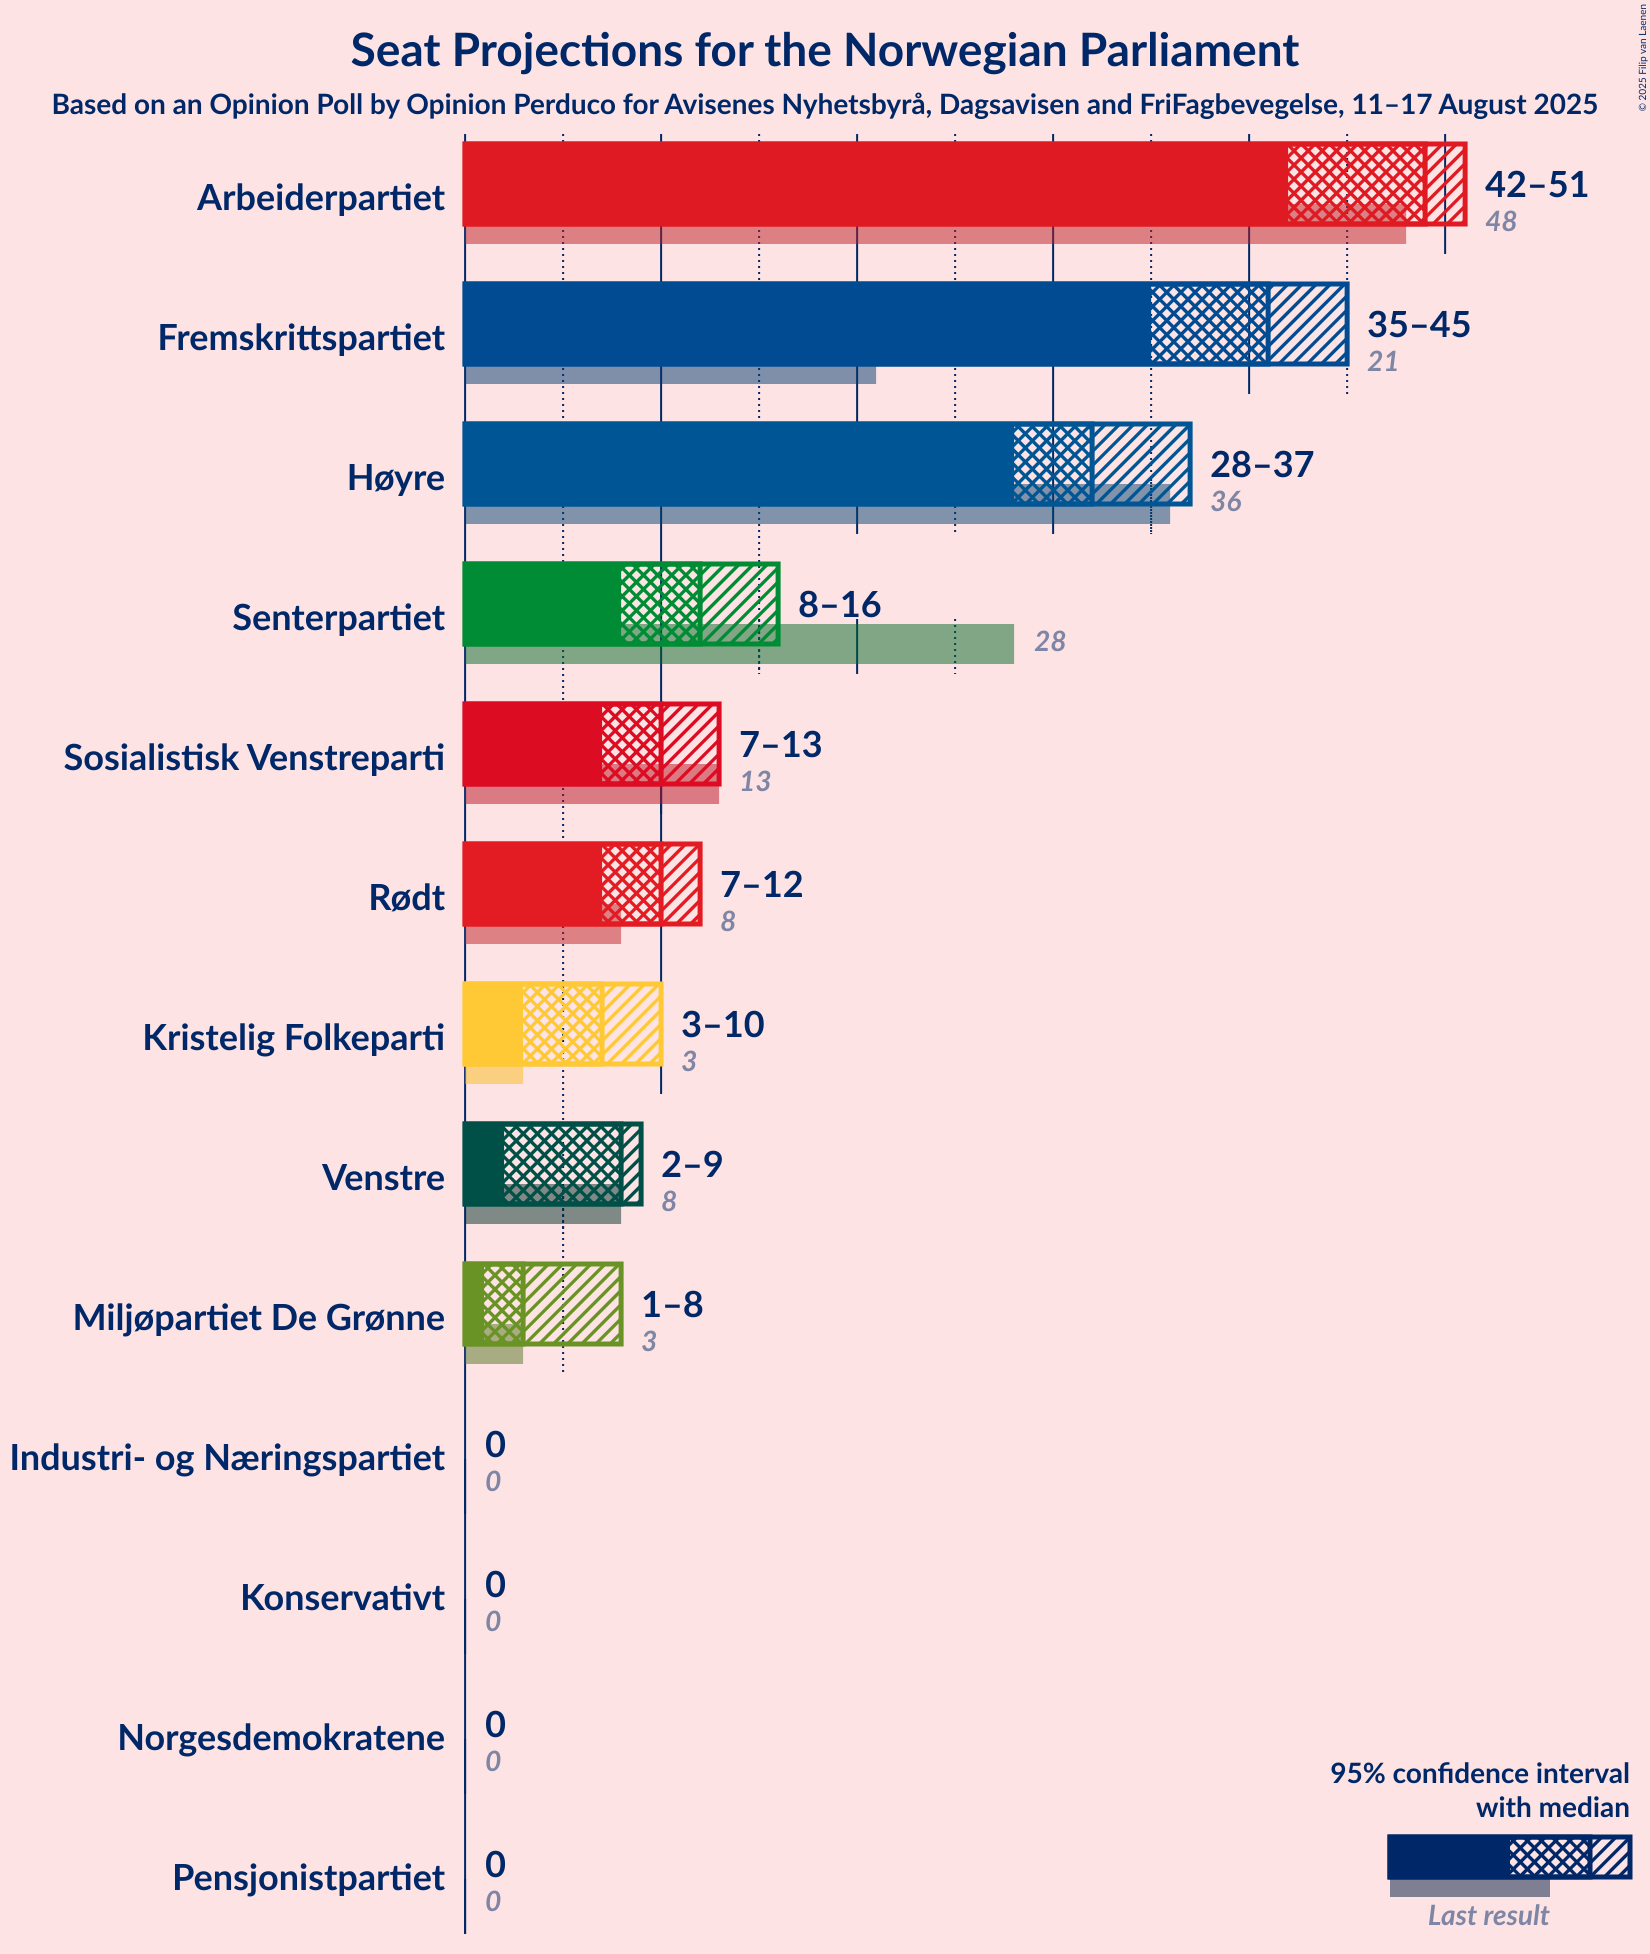 Seat Projections for the Norwegian Parliament
Based on an Opinion Poll by Opinion Perduco for Avisenes Nyhetsbyrå, Dagsavisen and FriFagbevegelse, 11–17 August 2025
© 2025 Filip van Laenen
Arbeiderpartiet
42–51
48
Fremskrittspartiet
35–45
21
Høyre
28–37
36
Senterpartiet
8–16
28
Sosialistisk Venstreparti
7–13
13
Rødt
7–12
8
Kristelig Folkeparti
3–10
3
Venstre
2–9
8
Miljøpartiet De Grønne
1–8
3
Industri- og Næringspartiet
0
0
Konservativt
0
0
Norgesdemokratene
0
0
Pensjonistpartiet
0
0
95% confidence interval
with median
Last result